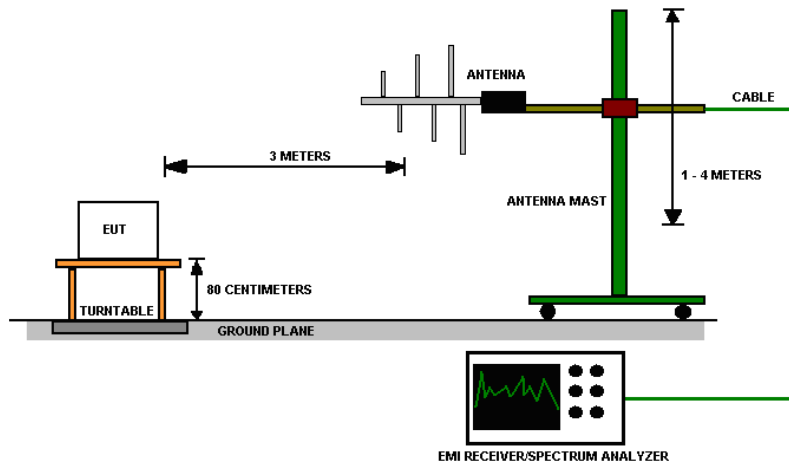 ANTENNA
CABLE
3 METERS
1 - 4 METERS
ANTENNA MAST
EUT
80 CENTIMETERS
TURNTABLE
GROUND PLANE
EMI RECEIVER/SPECTRUM ANALYZER